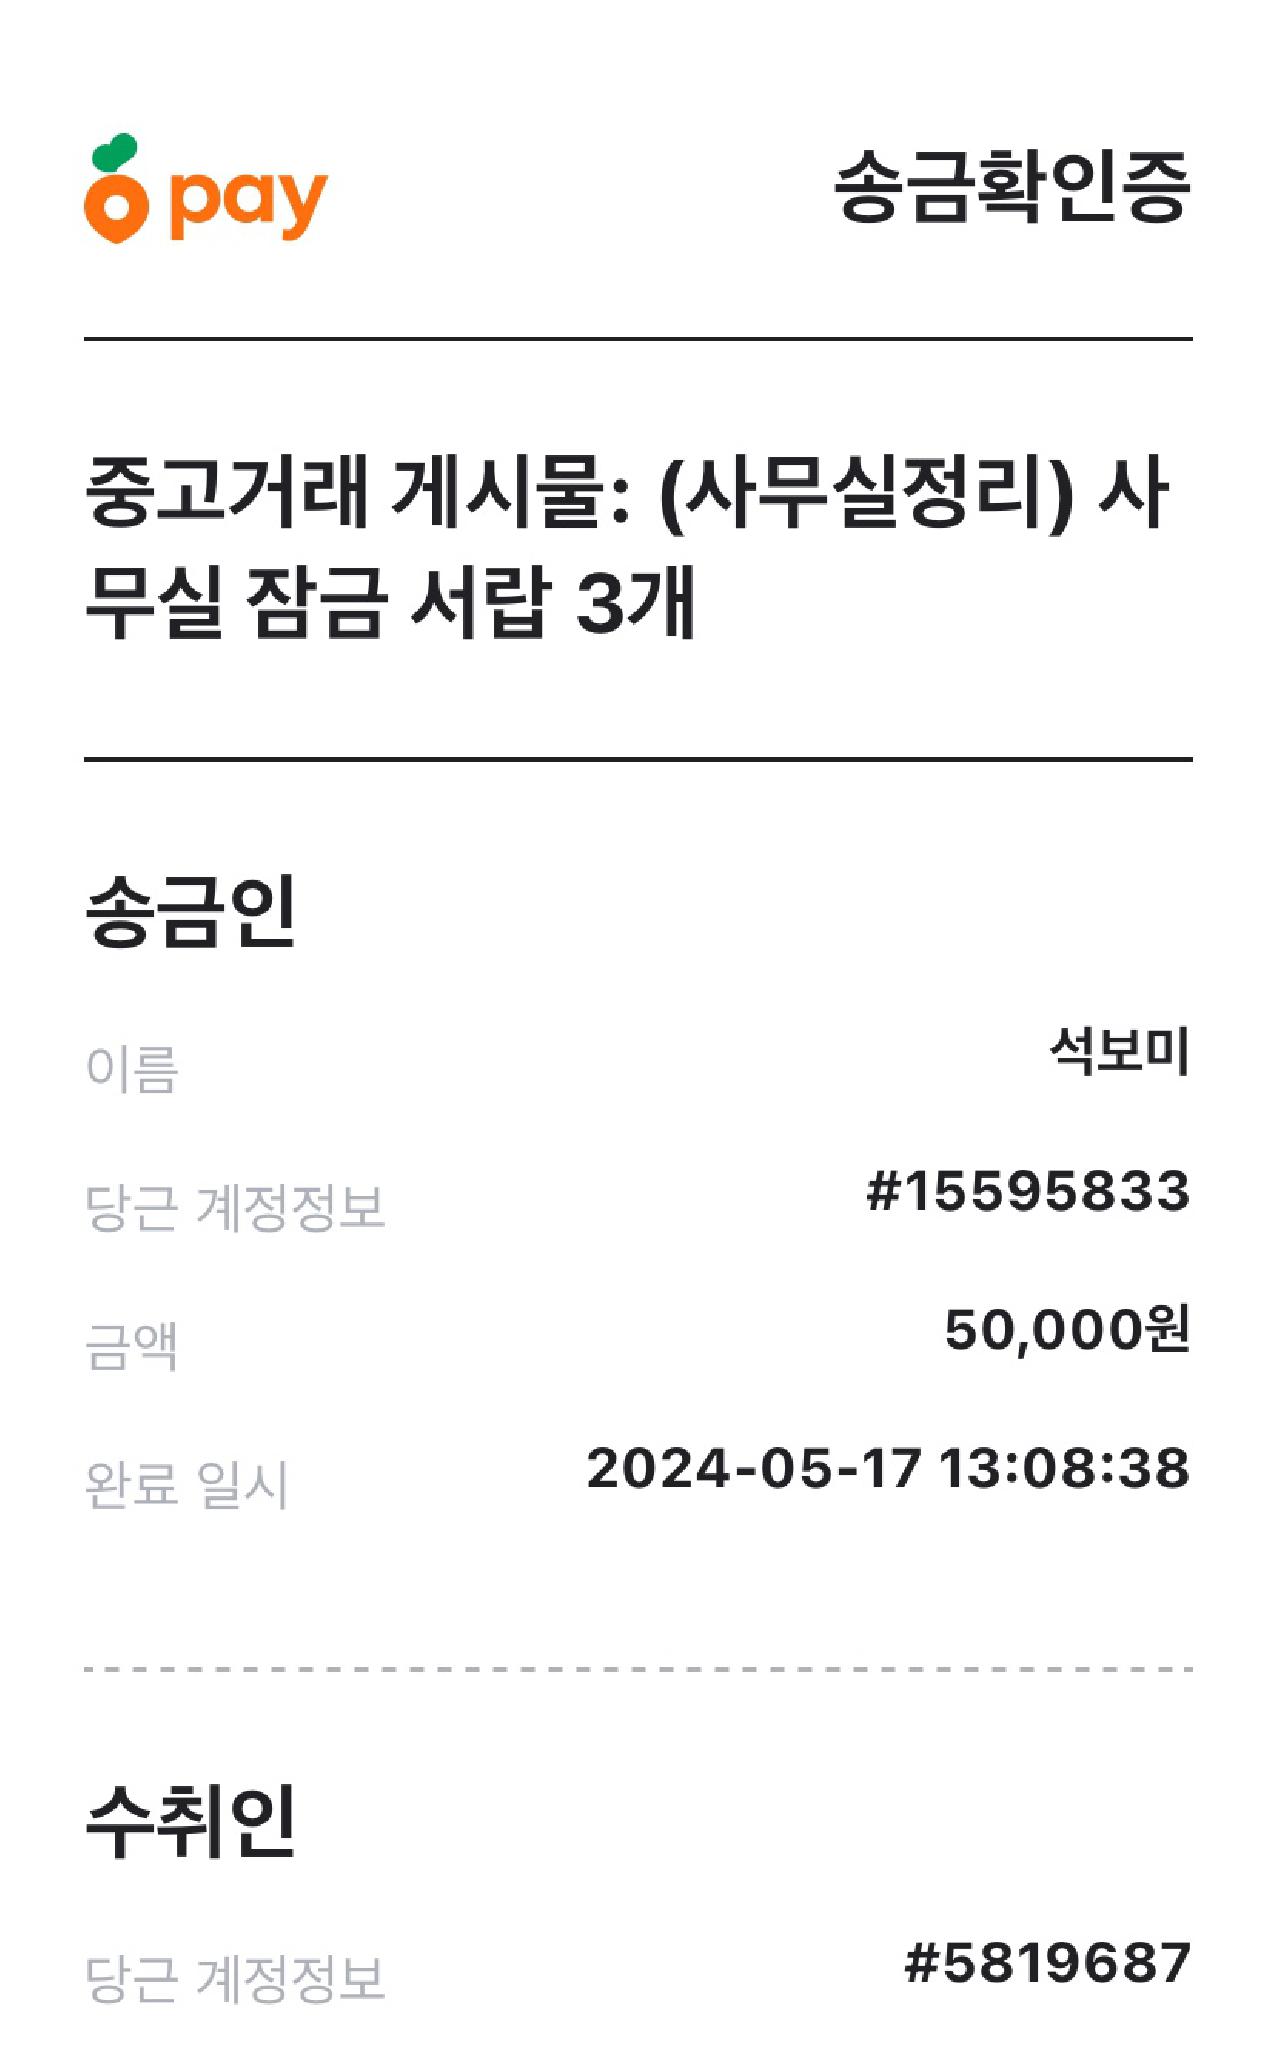 pay
송금확인증
중고거래 게시물: (사무실정리) 사
무실 잠금 서랍 3개
송금인
이름 석보미
당근 계정정보 #15595833
금액 50,000원
완료 일시 2024-05-17 13:08:38
수취인
당근 계정정보 #5819687